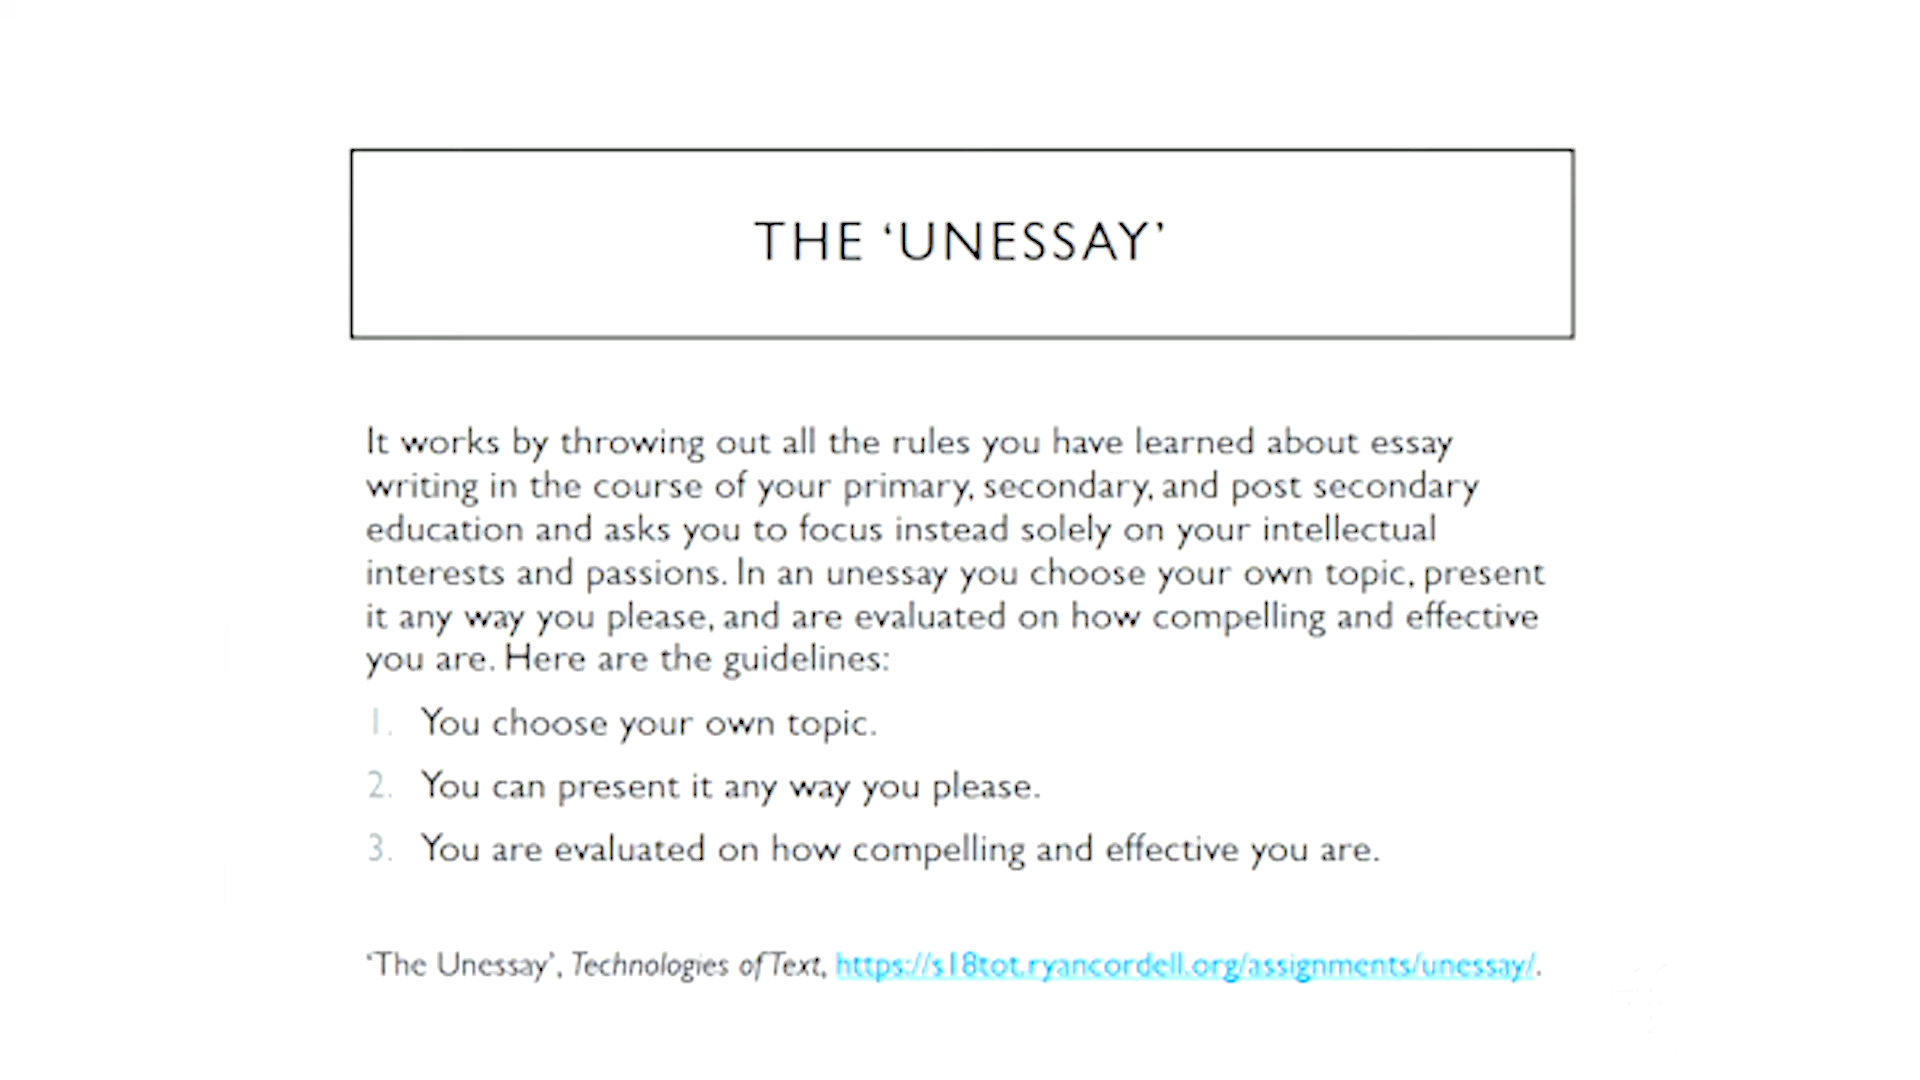 THE ‘UNESSAY’
It works by throwing out all the rules you have learned about essay
writing in the course of your primary, secondary, and post secondary
education and asks you to focus instead solely on your intellectual
interests and passions. In an unessay you choose your own topic, present
it any way you please, and are evaluated on how compelling and effective
you are. Here are the guidelines:
1. You choose your own topic.
2. You can present it any way you please.
3. You are evaluated on how compelling and effective you are.
‘The Unessay’, Technologies of Text, https://s18tot.ryancordell.org/assignments/unessay/.